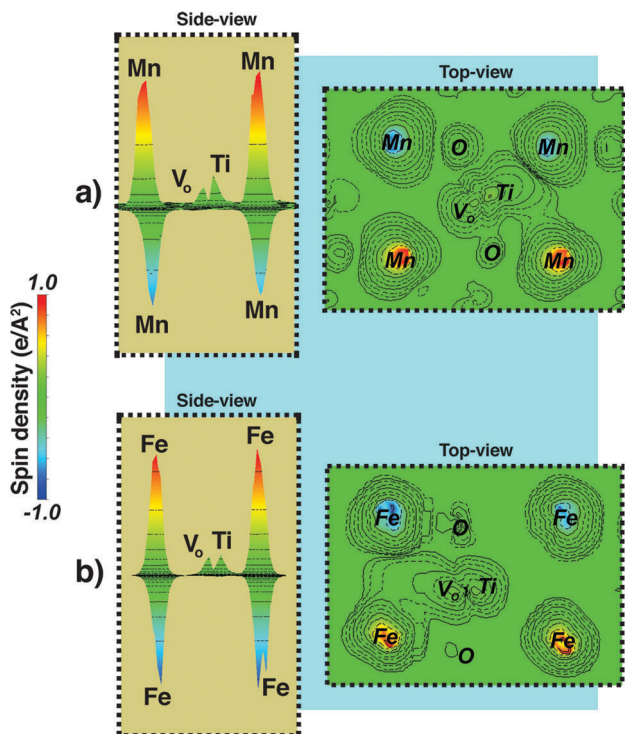 Side-view
Top-view
Mn Mn
Mn O Mn
Vₒ Ti
Vₒ Ti
a)
O
Mn Mn
Mn Mn
Spin density (e/A²)
1.0
-1.0
Side-view
Top-view
Fe Fe
Fe O Fe
Vₒ Ti
Vₒ Ti
b)
Fe Fe
O
Fe Fe